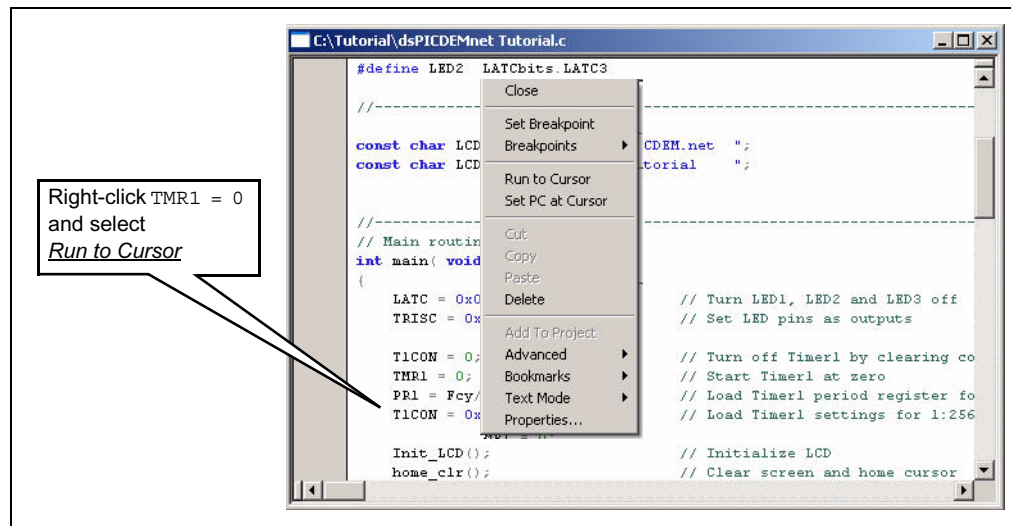 C:\Tutorial\dsPICDEMnet Tutorial.c
#define LED2 LATCbits.LATC3
//-----------------------------------------------------------------
const char LCD CDEM.net ";
const char LCD torial ";
//-----------------------------------------------------------------
// Main routin
int main( void
{
LATC = 0x0 // Turn LED1, LED2 and LED3 off
TRISC = 0x // Set LED pins as outputs
T1CON = 0; // Turn off Timer1 by clearing co
TMR1 = 0; // Start Timer1 at zero
PR1 = Fcy/ // Load Timer1 period register fo
T1CON = 0x // Load Timer1 settings for 1:256
Init_LCD(); // Initialize LCD
home_clr(); // Clear screen and home cursor
Close
Set Breakpoint
Breakpoints
Run to Cursor
Set PC at Cursor
Cut
Copy
Paste
Delete
Add To Project
Advanced
Bookmarks
Text Mode
Properties...
Right-click TMR1 = 0
and select
Run to Cursor